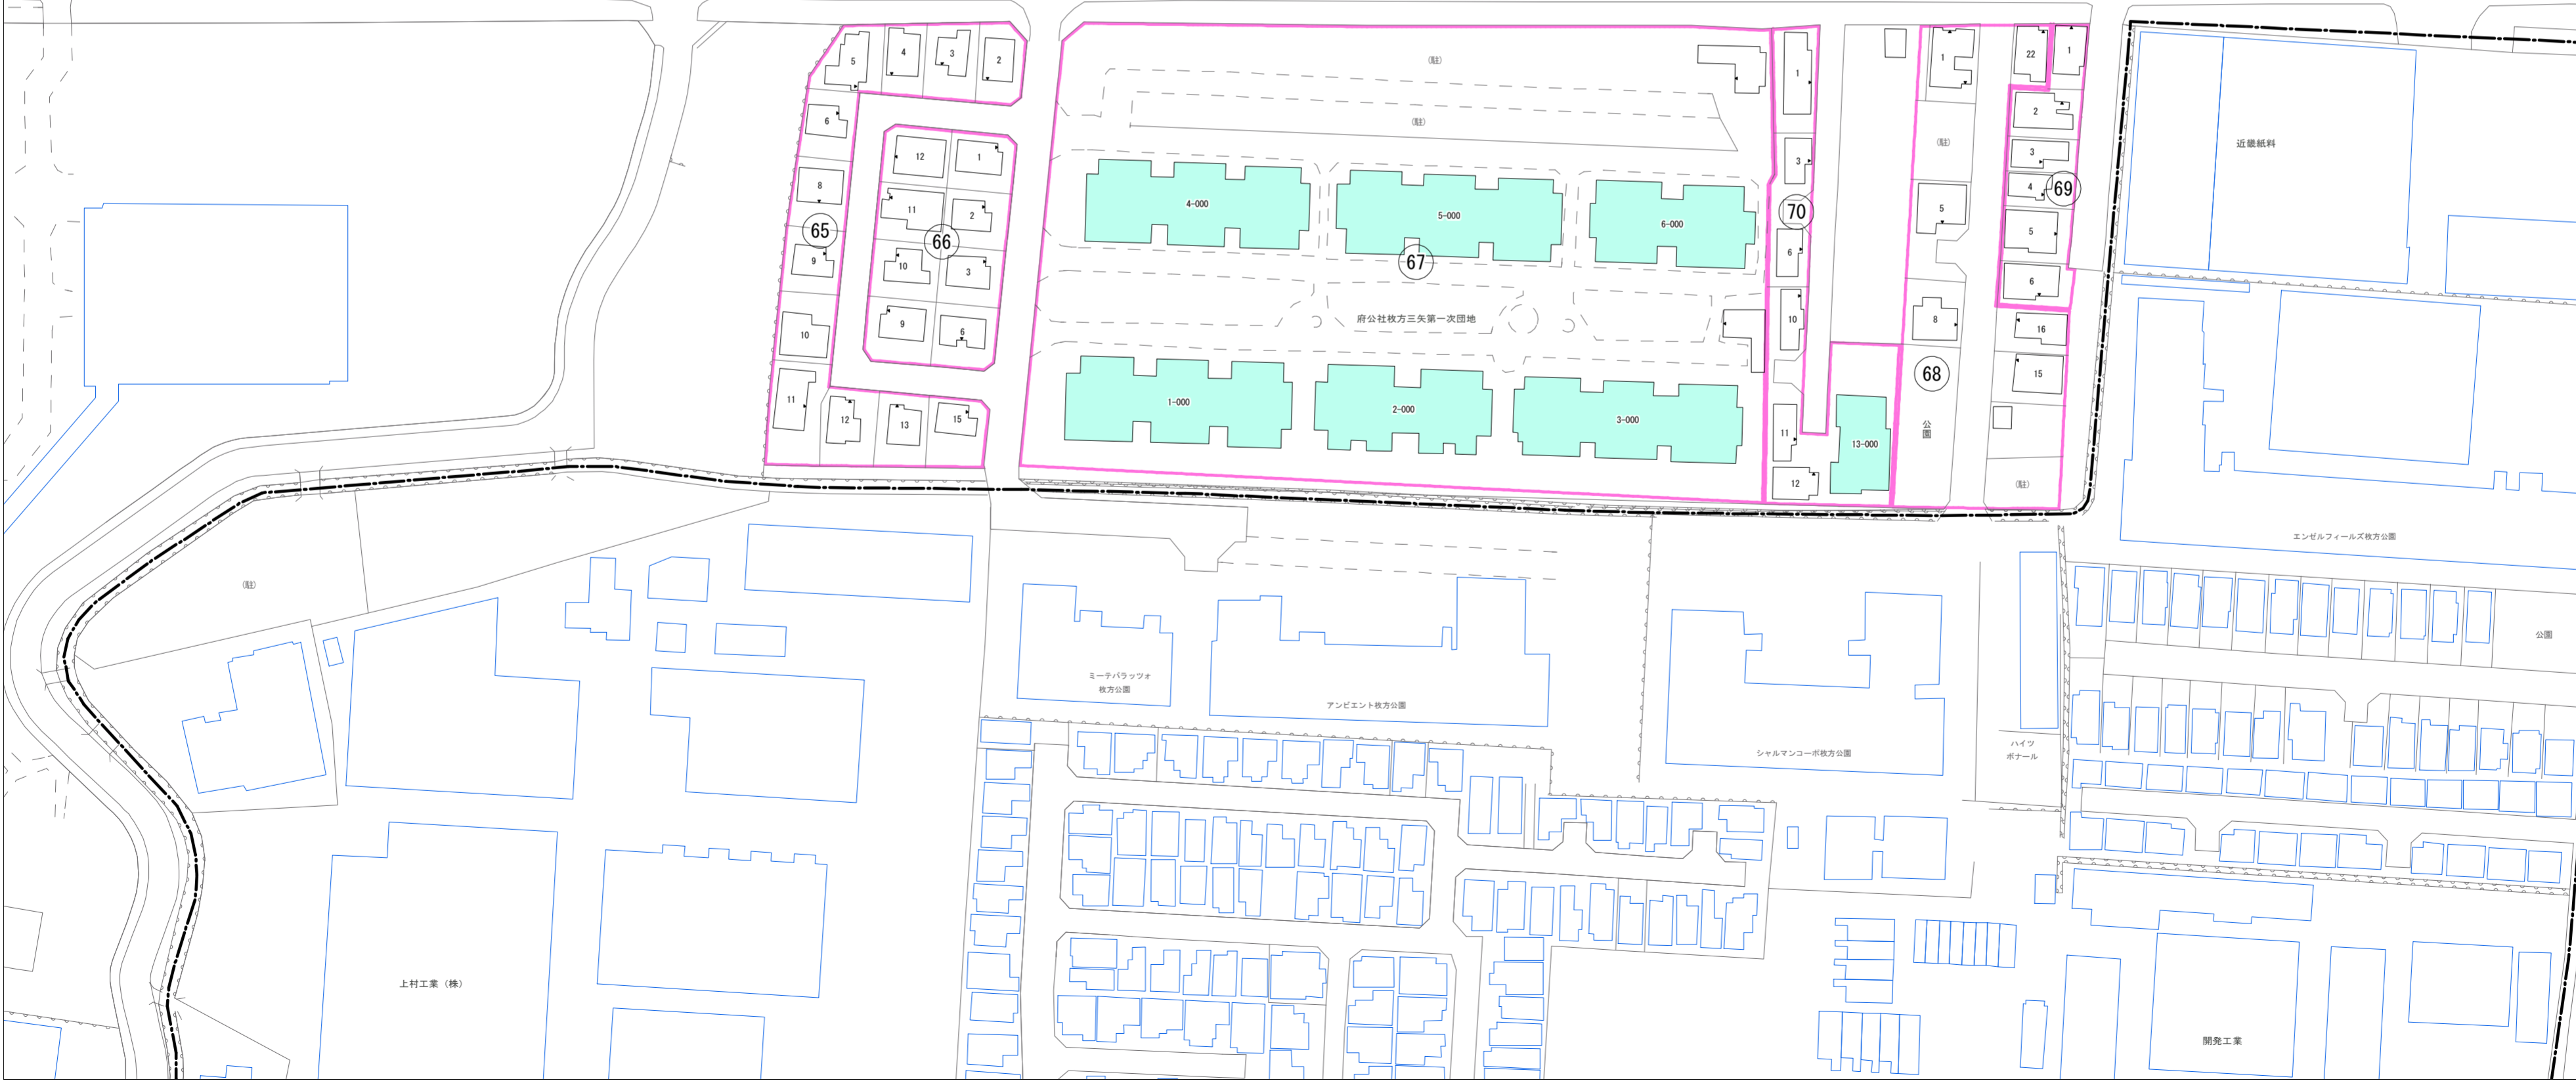 5
4
3
2
6
8
65
9
10
11
12
13
15
12
1
11
2
66
10
3
9
6
(駐)
(駐)
4-000
5-000
6-000
67
府公社枚方三矢第一次団地
1-000
2-000
3-000
1
3
70
6
10
11
12
13-000
1
(駐)
5
8
68
公園
22
1
2
3
4
69
5
6
16
15
(駐)
近畿紙料
エンゼルフィールズ枚方公園
公園
(駐)
ミーテパラッツォ
枚方公園
アンビエント枚方公園
シャルマンコーポ枚方公園
ハイツ
ボナール
上村工業(株)
開発工業